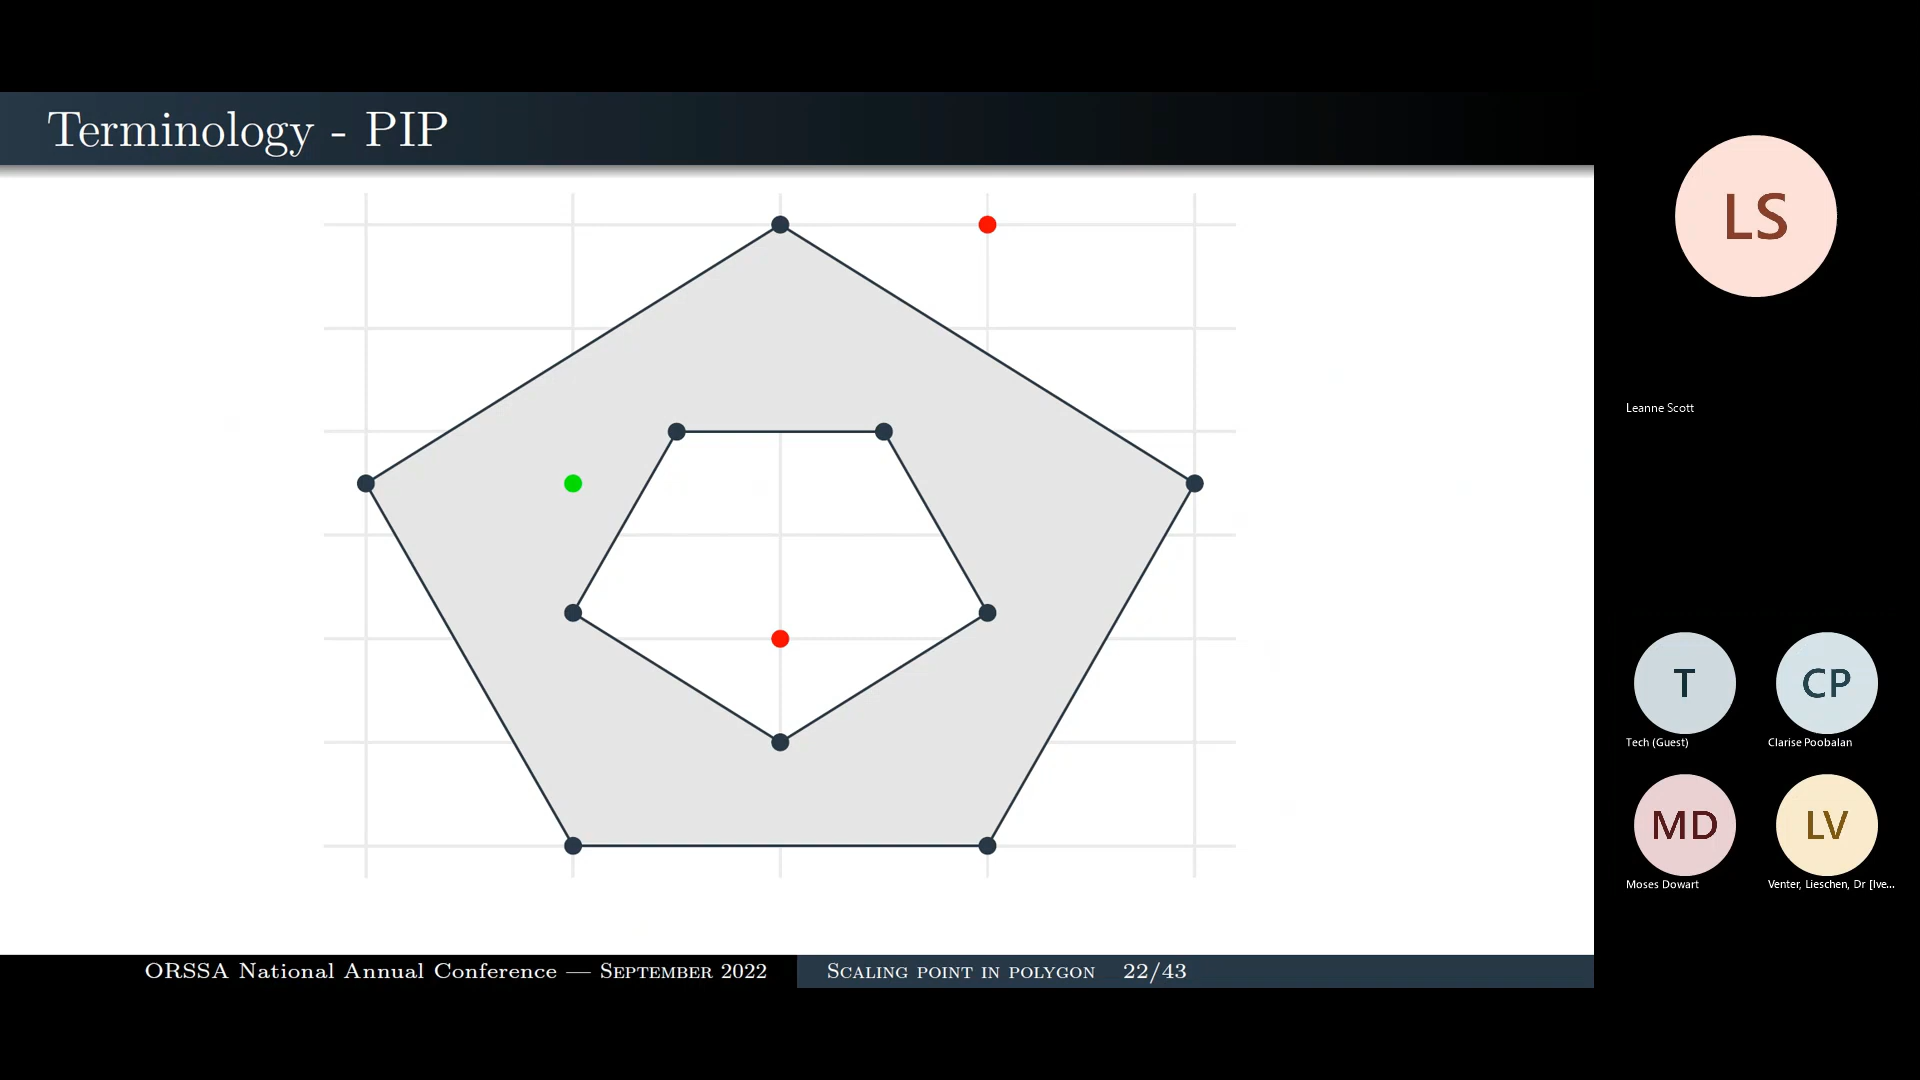 Terminology - PIP
LS
Leanne Scott
T
CP
Tech (Guest)
Clarise Poobalan
MD
LV
Moses Dowart
Venter, Lieschen, Dr [lve...
ORSSA National Annual Conference — September 2022
Scaling point in polygon 22/43